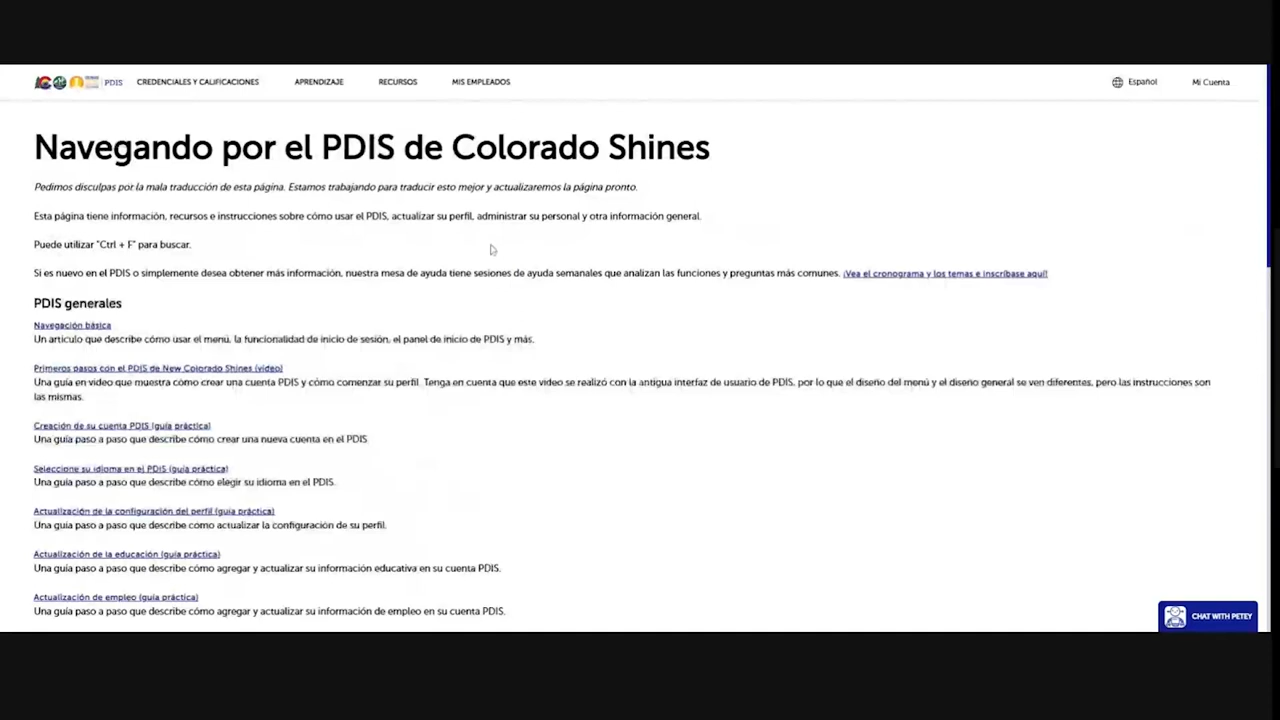 PDIS
CREDENCIALES Y CALIFICACIONES
APRENDIZAJE
RECURSOS
MIS EMPLEADOS
Español
Mi Cuenta
Navegando por el PDIS de Colorado Shines
Pedimos disculpas por la mala traducción de esta página. Estamos trabajando para traducir esto mejor y actualizaremos la página pronto.
Esta página tiene información, recursos e instrucciones sobre cómo usar el PDIS, actualizar su perfil, administrar su personal y otra información general.
Puede utilizar "Ctrl + F" para buscar.
Si es nuevo en el PDIS o simplemente desea obtener más información, nuestra mesa de ayuda tiene sesiones de ayuda semanales que analizan las funciones y preguntas más comunes. ¡Vea el cronograma y los temas e inscríbase aquí!
PDIS generales
Navegación básica
Un artículo que describe cómo usar el menú, la funcionalidad de inicio de sesión, el panel de inicio de PDIS y más.
Primeros pasos con el PDIS de New Colorado Shines (video)
Una guía en video que muestra cómo crear una cuenta PDIS y cómo comenzar su perfil. Tenga en cuenta que este video se realizó con la antigua interfaz de usuario de PDIS, por lo que el diseño del menú y el diseño general se ven diferentes, pero las instrucciones son
las mismas.
Creación de su cuenta PDIS (guía práctica)
Una guía paso a paso que describe cómo crear una nueva cuenta en el PDIS
Seleccione su idioma en el PDIS (guía práctica)
Una guía paso a paso que describe cómo elegir su idioma en el PDIS.
Actualización de la configuración del perfil (guía práctica)
Una guía paso a paso que describe cómo actualizar la configuración de su perfil.
Actualización de la educación (guía práctica)
Una guía paso a paso que describe cómo agregar y actualizar su información educativa en su cuenta PDIS.
Actualización de empleo (guía práctica)
Una guía paso a paso que describe cómo agregar y actualizar su información de empleo en su cuenta PDIS.
CHAT WITH PETEY